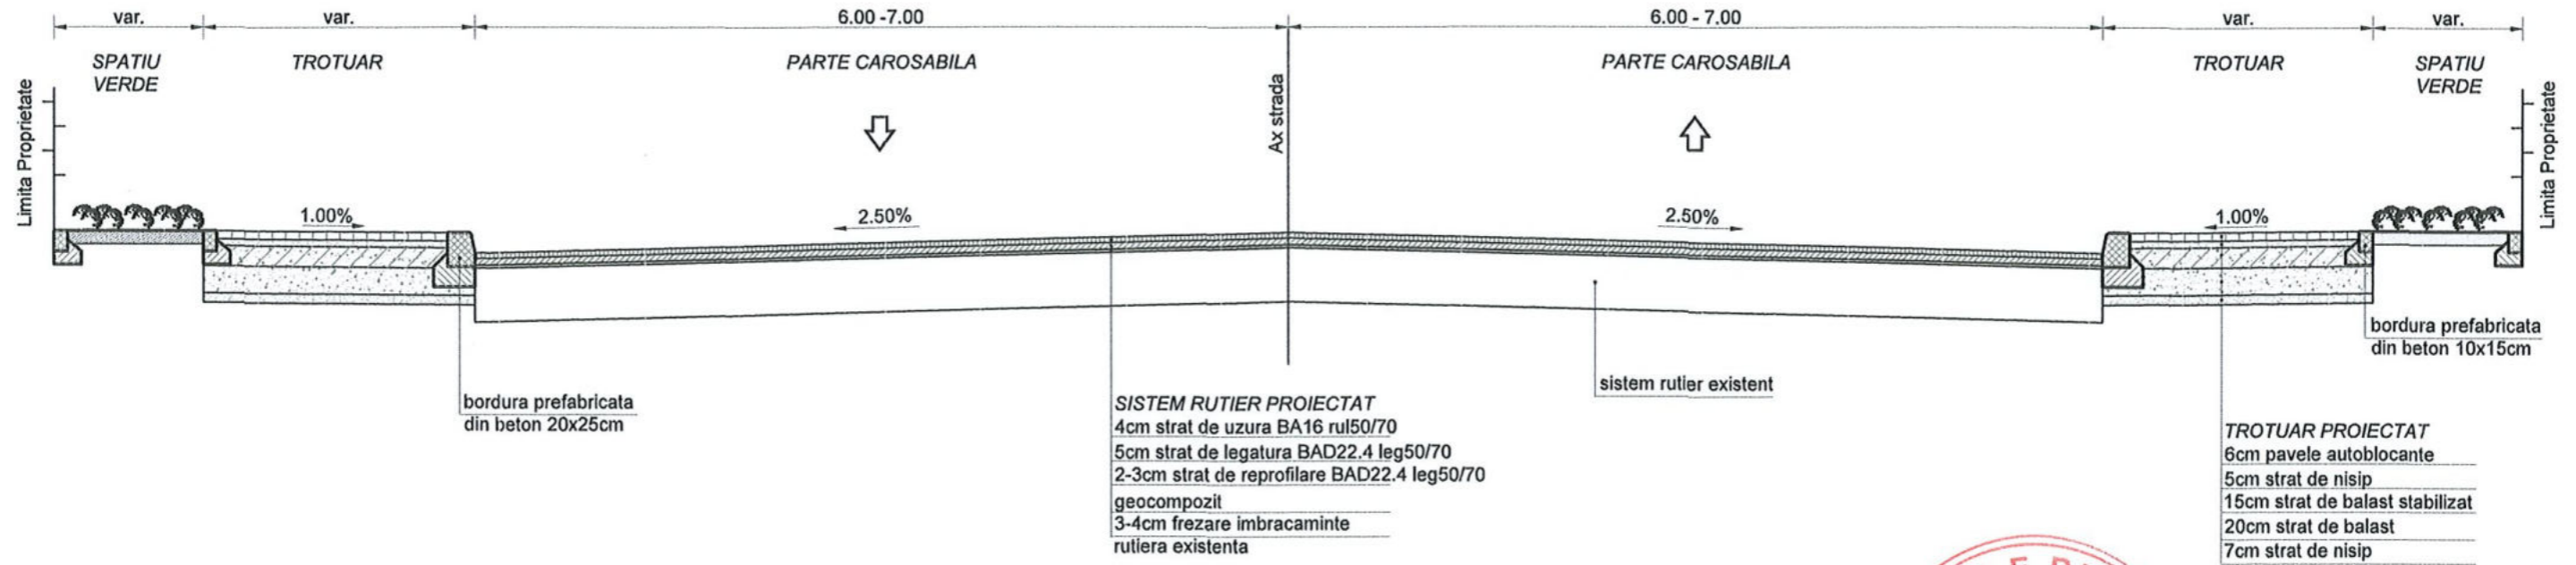 var.
var.
6.00 -7.00
6.00 - 7.00
var.
var.
SPATIU
VERDE
TROTUAR
PARTE CAROSABILA
PARTE CAROSABILA
TROTUAR
SPATIU
VERDE
Limita Proprietate
Ax strada
Limita Proprietate
1.00%
2.50%
2.50%
1.00%
bordura prefabricata
din beton 20x25cm
SISTEM RUTIER PROIECTAT
4cm strat de uzura BA16 rul50/70
5cm strat de legatura BAD22.4 leg50/70
2-3cm strat de reprofilare BAD22.4 leg50/70
geocompozit
3-4cm frezare imbracaminte
rutiera existenta
sistem rutier existent
bordura prefabricata
din beton 10x15cm
TROTUAR PROIECTAT
6cm pavele autoblocante
5cm strat de nisip
15cm strat de balast stabilizat
20cm strat de balast
7cm strat de nisip